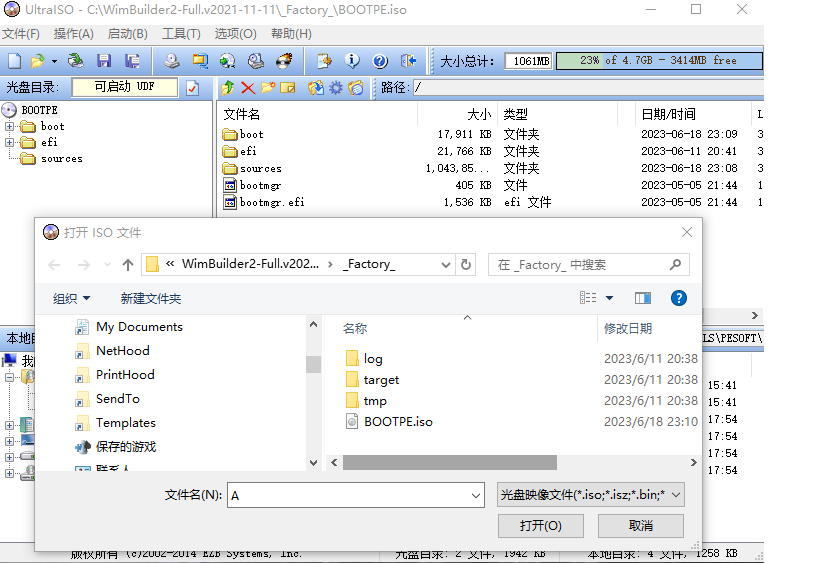 UltraISO - C:\WimBuilder2-Full.v2021-11-11\_Factory_\BOOTPE.iso
文件(F) 操作(A) 启动(B) 工具(T) 选项(O) 帮助(H)
大小总计: 1061MB 23% of 4.7GB - 3414MB free
光盘目录: 可启动 UDF 路径: /
BOOTPE
boot
efi
sources
文件名 大小 类型 日期/时间 L
boot 17,911 KB 文件夹 2023-06-18 23:09 3
efi 21,766 KB 文件夹 2023-06-11 20:41 3
sources 1,043,85... 文件夹 2023-06-18 23:08 3
bootmgr 405 KB 文件 2023-05-05 21:44 1
bootmgr.efi 1,536 KB efi 文件 2023-05-05 21:44 1
打开 ISO 文件
« WimBuilder2-Full.v202... › _Factory_ 在 _Factory_ 中搜索
组织 新建文件夹
My Documents
NetHood
PrintHood
SendTo
Templates
保存的游戏
名称 修改日期
log 2023/6/11 20:38
target 2023/6/11 20:38
tmp 2023/6/11 20:38
BOOTPE.iso 2023/6/18 23:10
文件名(N): A 光盘映像文件(*.iso;*.isz;*.bin;*
打开(O) 取消
本地
LS\PESOFT\
我
15:41
15:41
17:54
17:54
17:54
17:54
版权所有 (c)2002-2014 EZB Systems, Inc. 光盘目录: 2 文件, 1942 KB 本地目录: 4 文件, 1258 KB